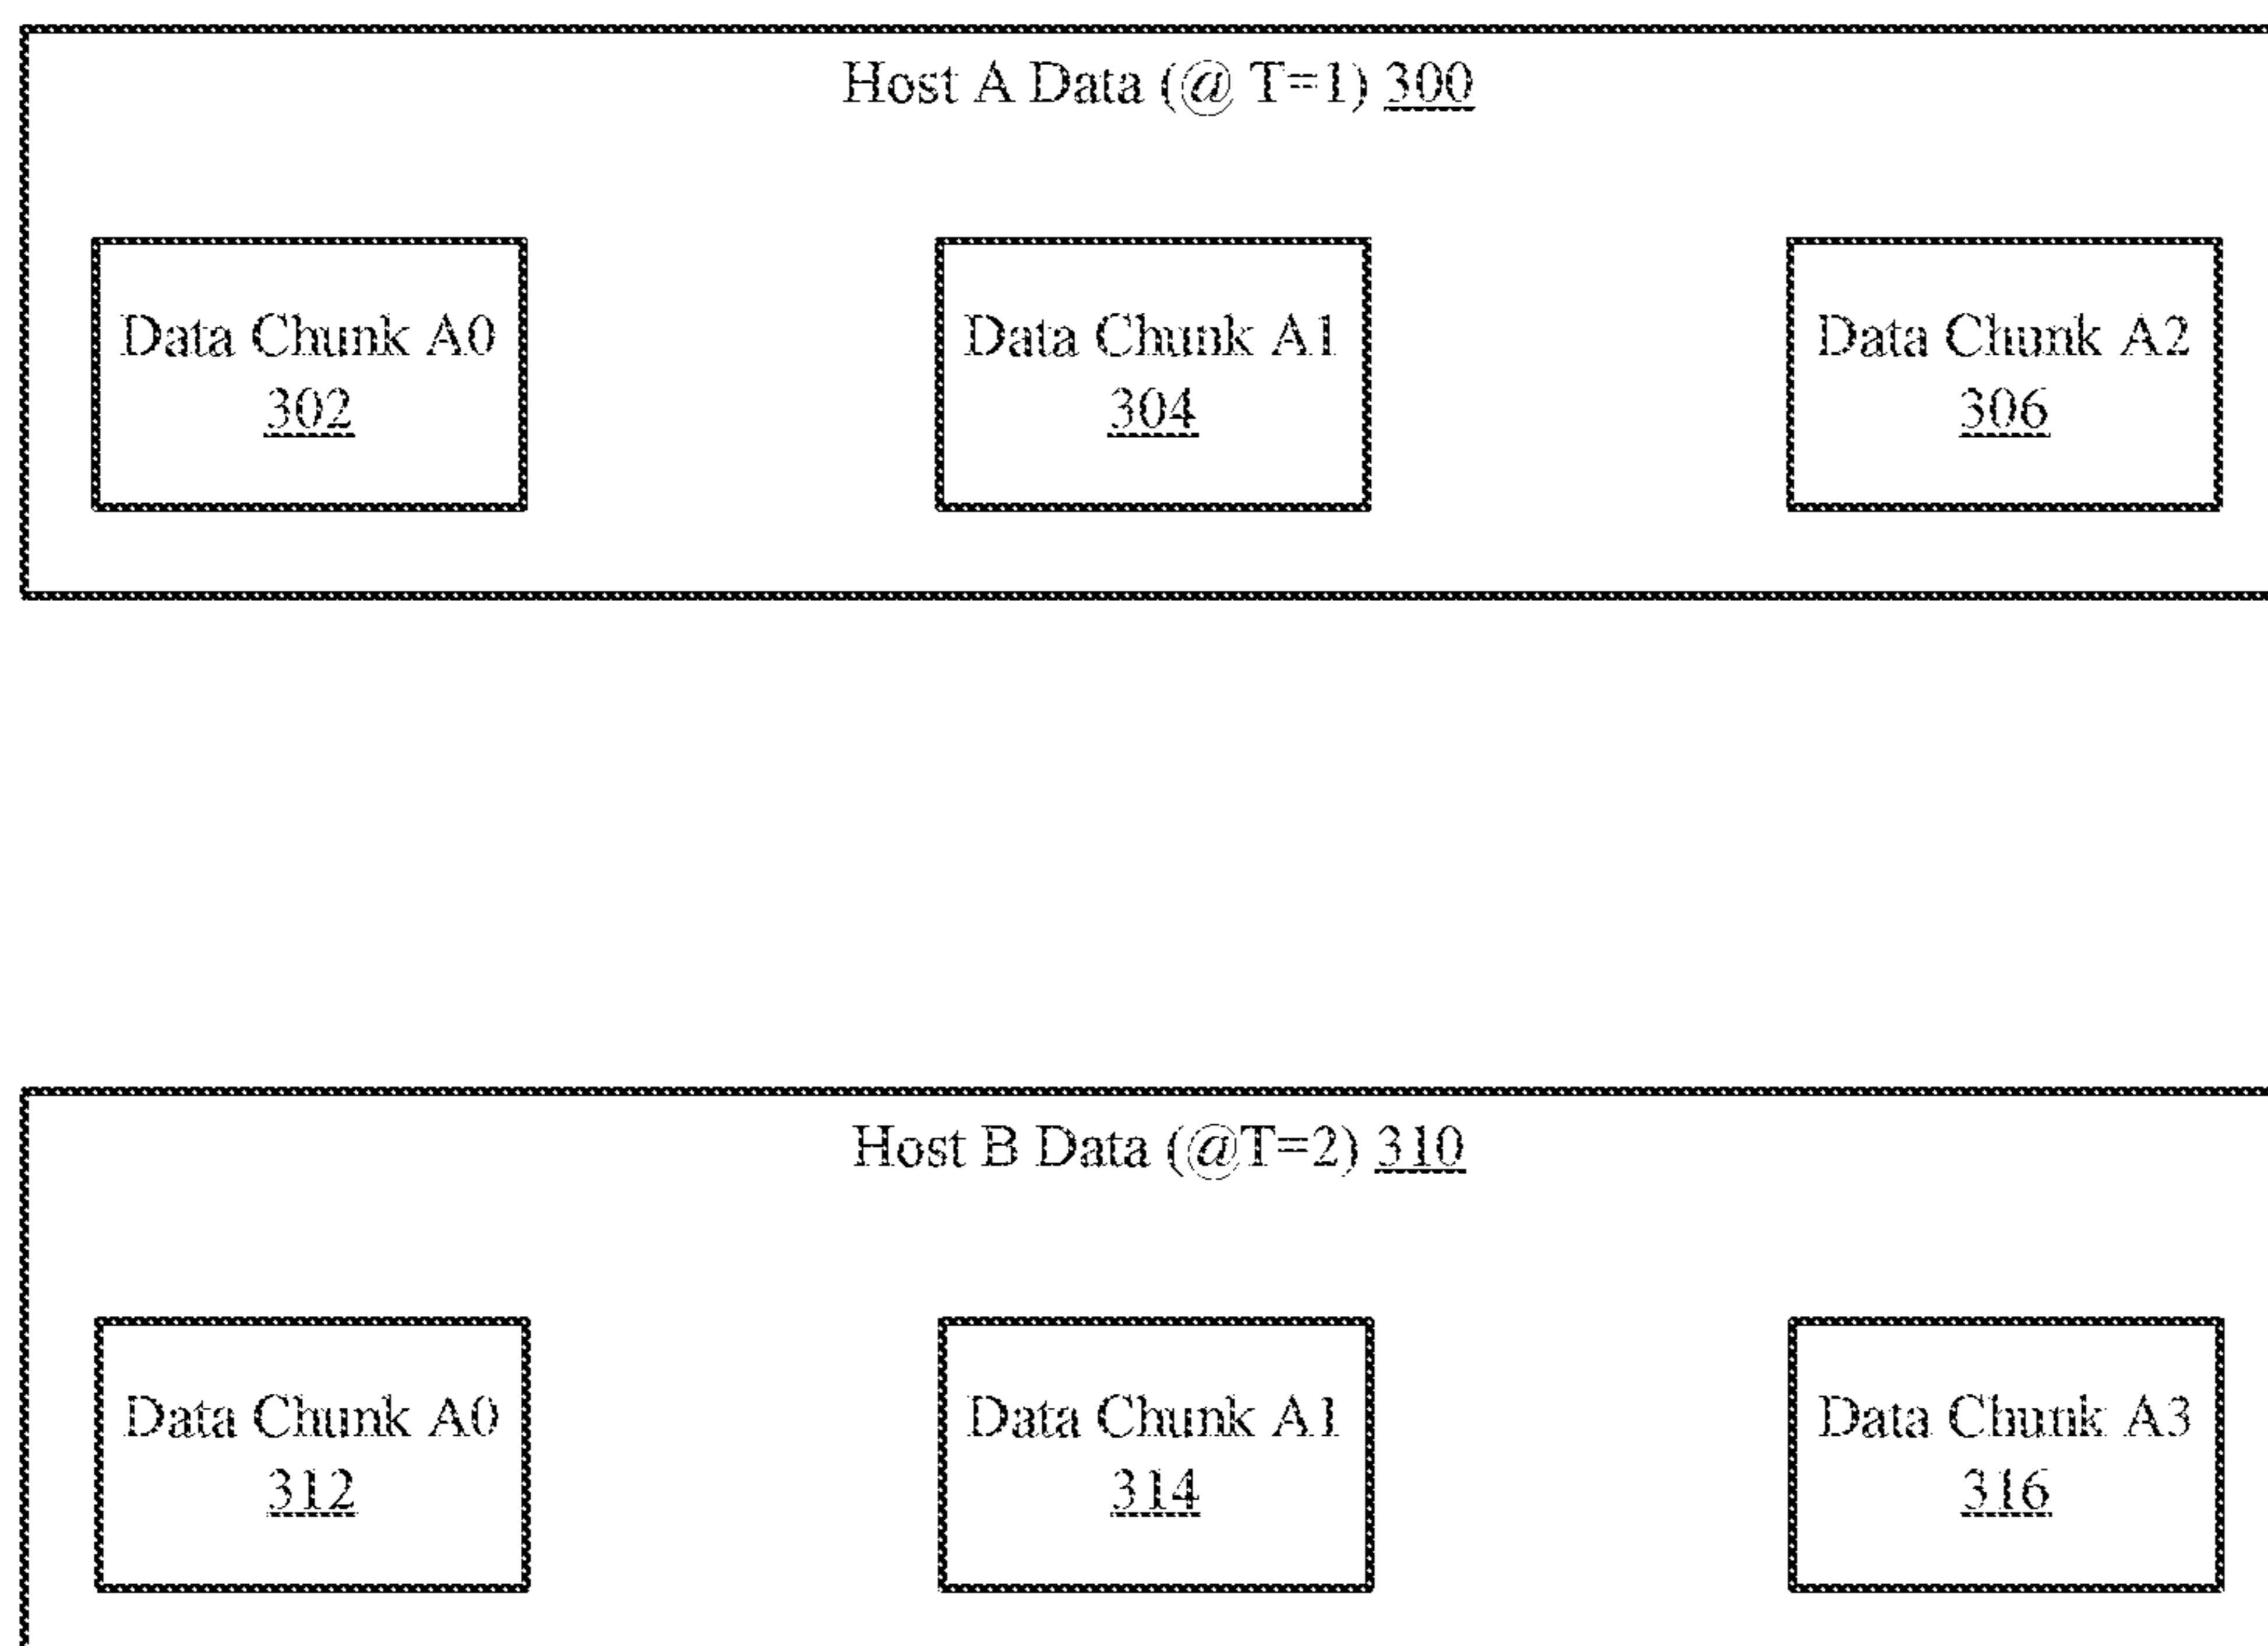 Host A Data (@ T=1) 300
Data Chunk A0
302
Data Chunk A1
304
Data Chunk A2
306
Host B Data (@T=2) 310
Data Chunk A0
312
Data Chunk A1
314
Data Chunk A3
316